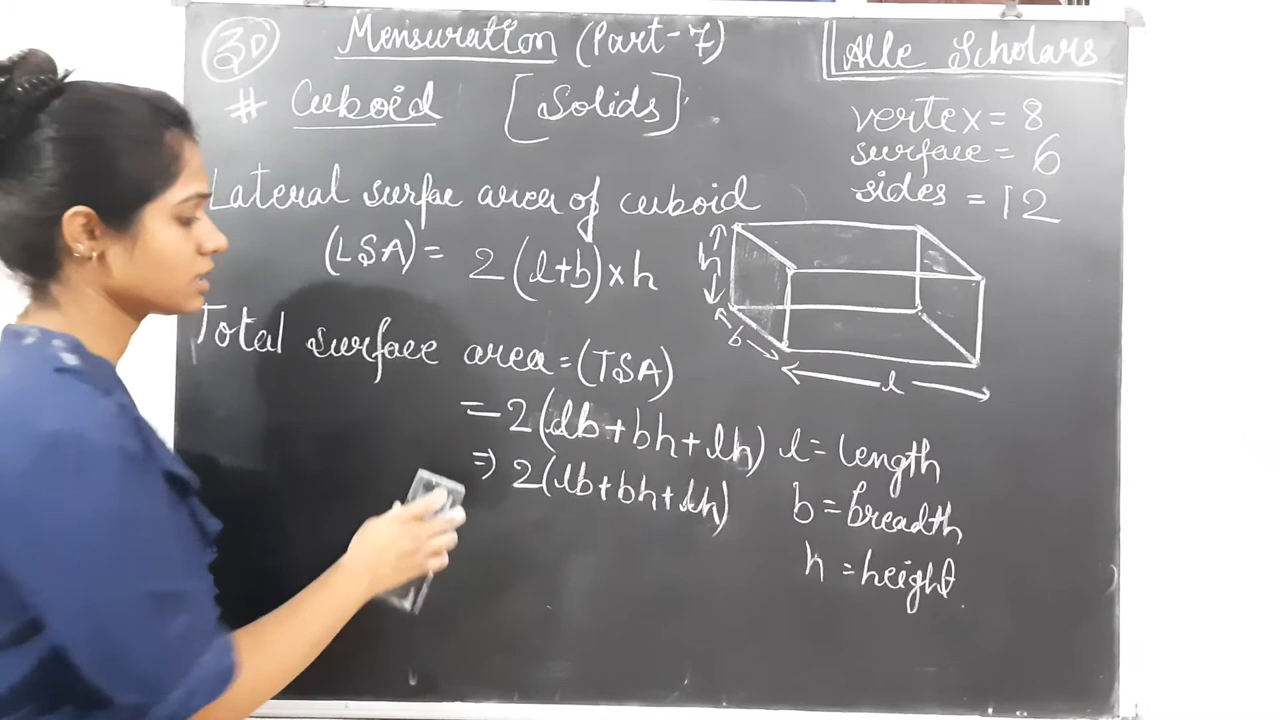 3D
Mensuration (Part-7)
Alle Scholars
# Cuboid [Solids]
vertex = 8
surface = 6
sides = 12
Lateral surfae area of cuboid
(LSA) = 2(l+b)×h
Total surface area = (TSA)
= 2(lb+bh+lh)
⇒ 2(lb+bh+lh)
h
b
l
l = length
b = breadth
h = height